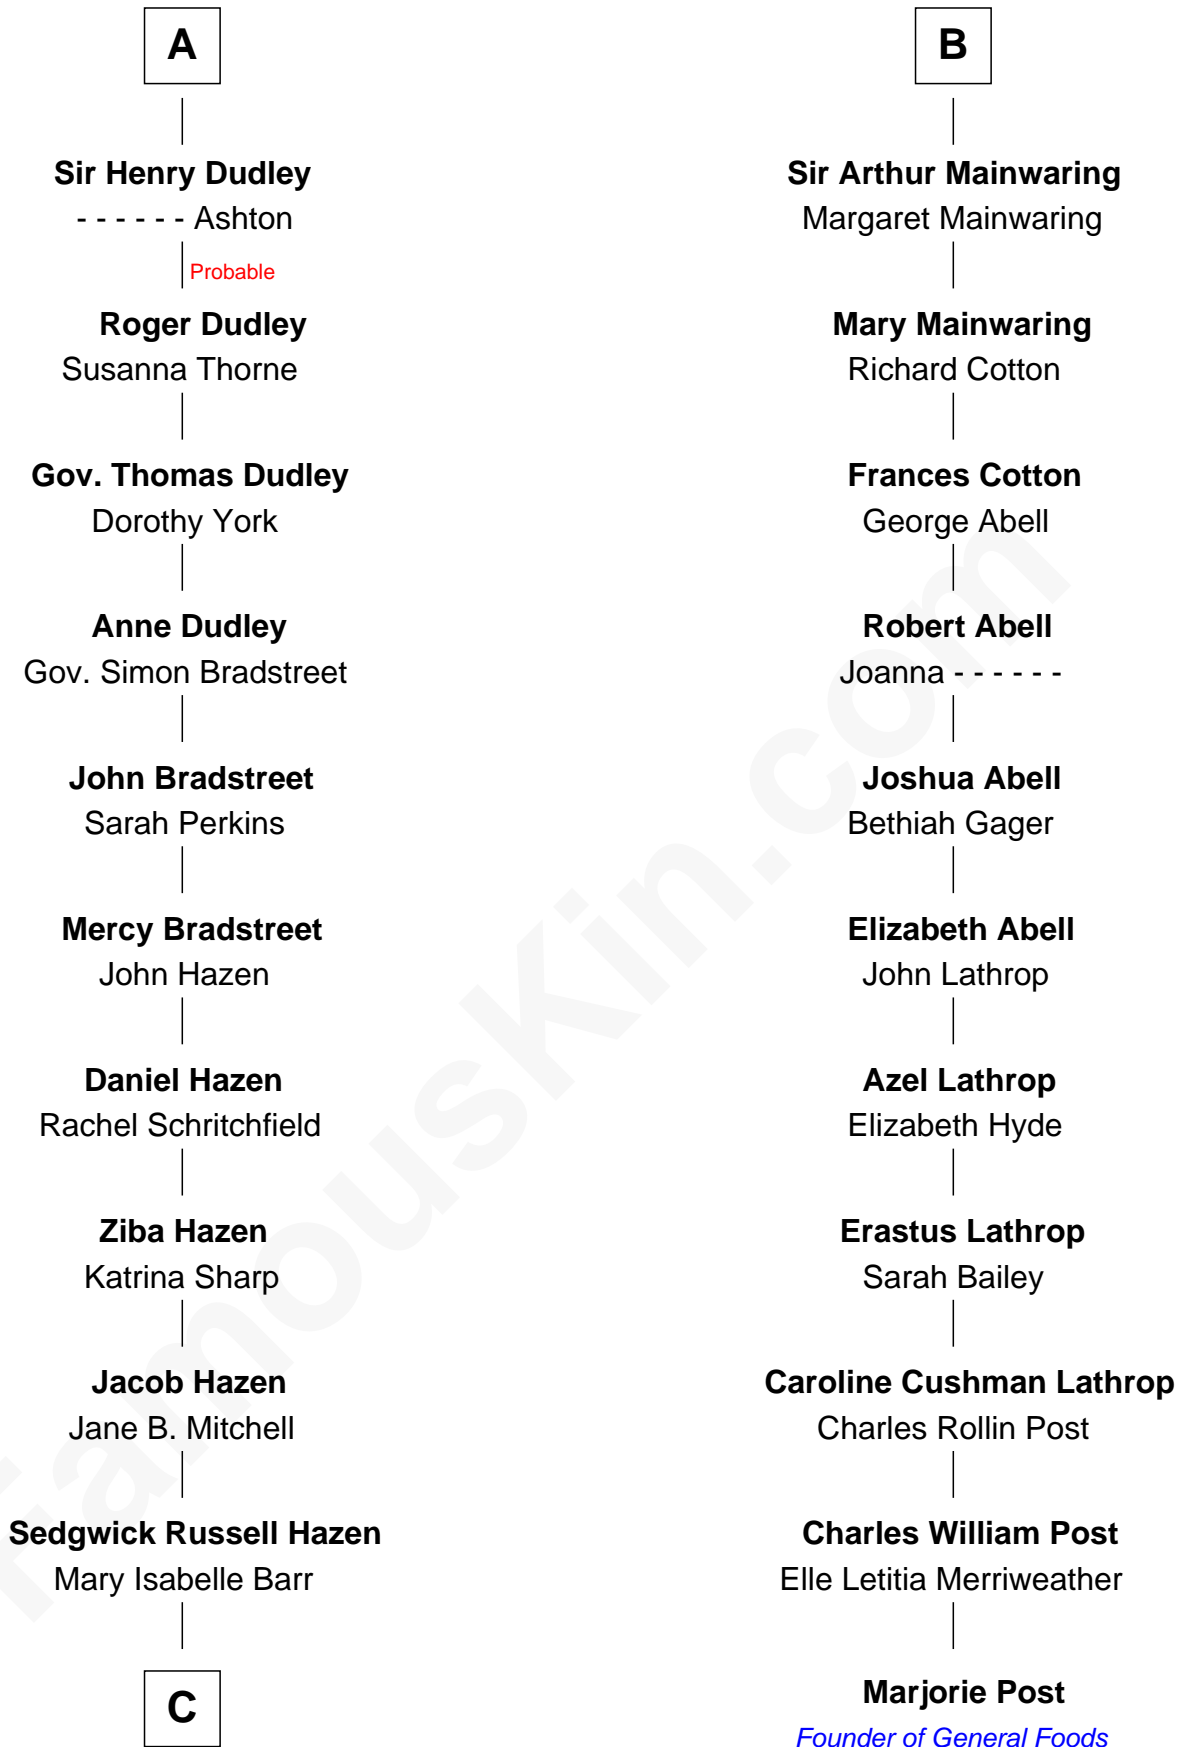 A
Sir Henry Dudley
- - - - - - Ashton
Probable
Roger Dudley
Susanna Thorne
Gov. Thomas Dudley
Dorothy York
Anne Dudley
Gov. Simon Bradstreet
John Bradstreet
Sarah Perkins
Mercy Bradstreet
John Hazen
Daniel Hazen
Rachel Schritchfield
Ziba Hazen
Katrina Sharp
Jacob Hazen
Jane B. Mitchell
Sedgwick Russell Hazen
Mary Isabelle Barr
C
B
Sir Arthur Mainwaring
Margaret Mainwaring
Mary Mainwaring
Richard Cotton
Frances Cotton
George Abell
Robert Abell
Joanna - - - - - -
Joshua Abell
Bethiah Gager
Elizabeth Abell
John Lathrop
Azel Lathrop
Elizabeth Hyde
Erastus Lathrop
Sarah Bailey
Caroline Cushman Lathrop
Charles Rollin Post
Charles William Post
Elle Letitia Merriweather
Marjorie Post
Founder of General Foods
FamousKin.com